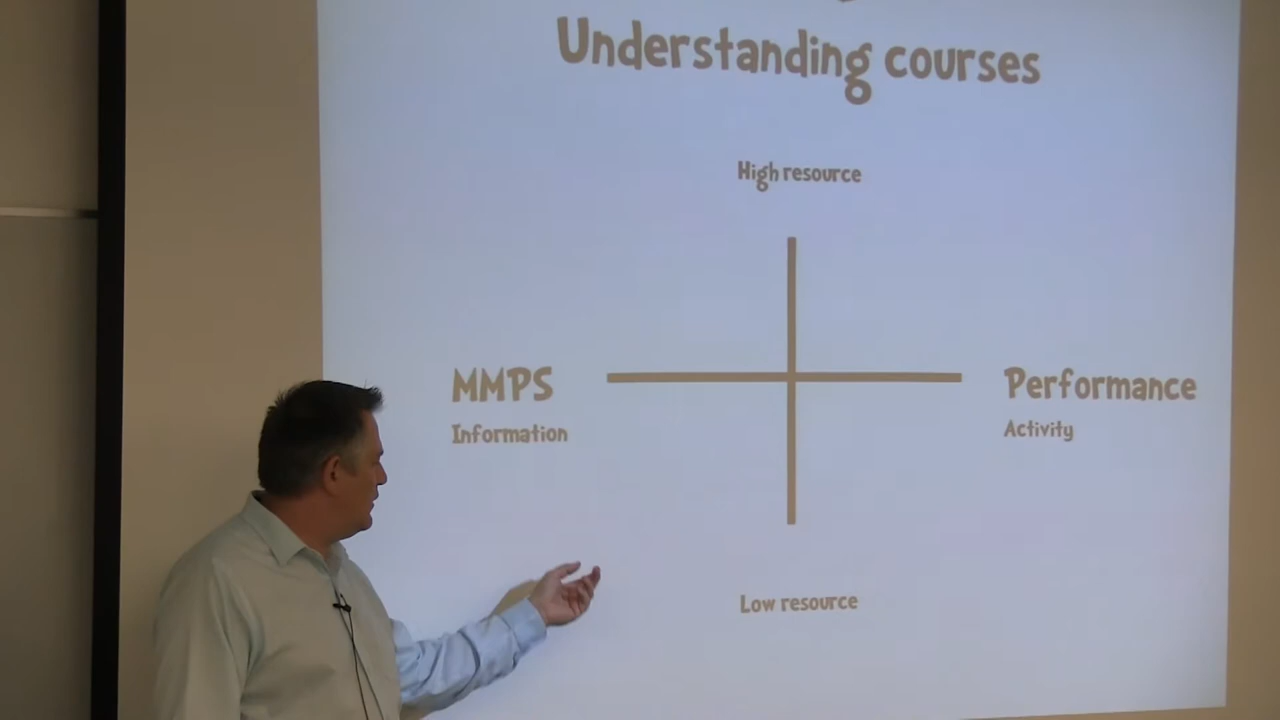 Understanding courses
High resource
MMPS
Information
Performance
Activity
Low resource